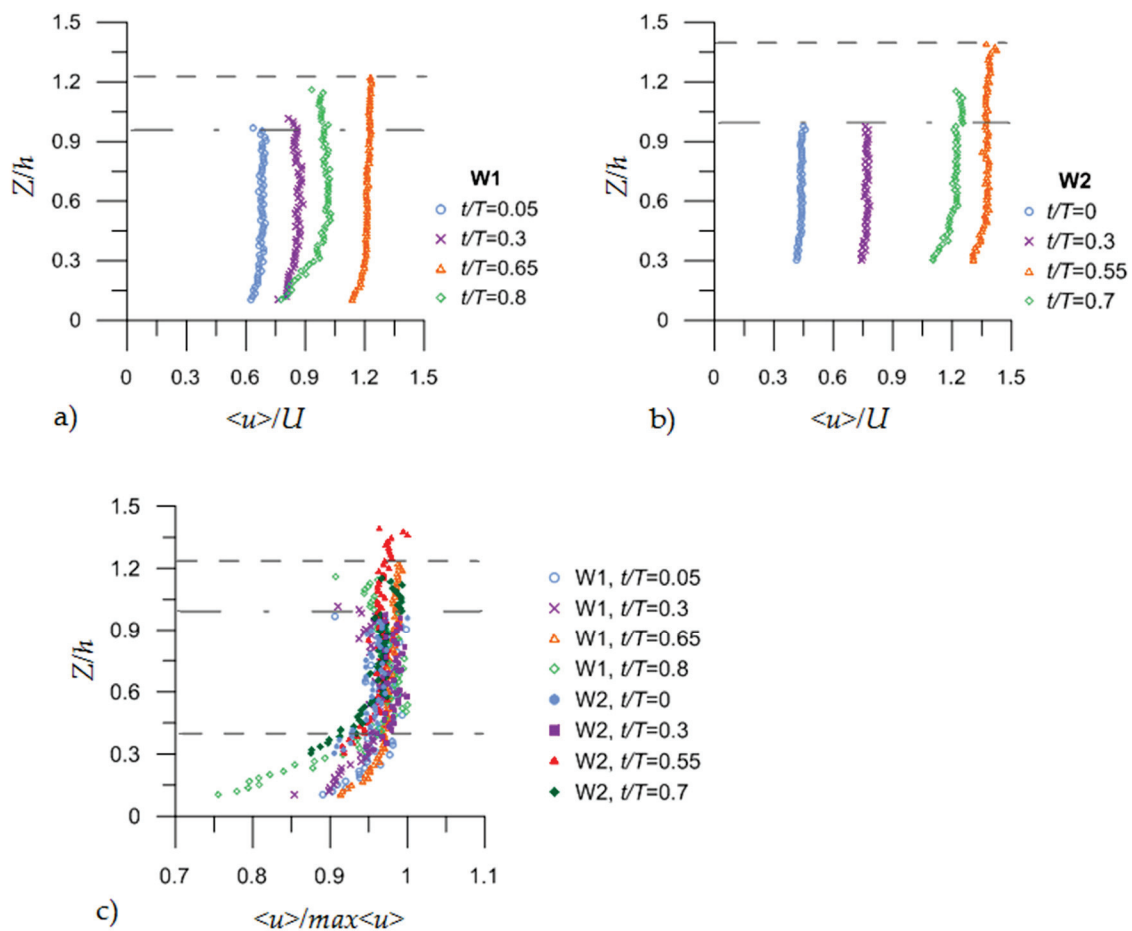 1.5
1.2
0.9
0.6
0.3
0
Z/h
0 0.3 0.6 0.9 1.2 1.5
<u>/U
a)
W1
t/T=0.05
t/T=0.3
t/T=0.65
t/T=0.8
1.5
1.2
0.9
0.6
0.3
0
Z/h
0 0.3 0.6 0.9 1.2 1.5
<u>/U
b)
W2
t/T=0
t/T=0.3
t/T=0.55
t/T=0.7
1.5
1.2
0.9
0.6
0.3
0
Z/h
0.7 0.8 0.9 1 1.1
<u>/max<u>
c)
W1, t/T=0.05
W1, t/T=0.3
W1, t/T=0.65
W1, t/T=0.8
W2, t/T=0
W2, t/T=0.3
W2, t/T=0.55
W2, t/T=0.7